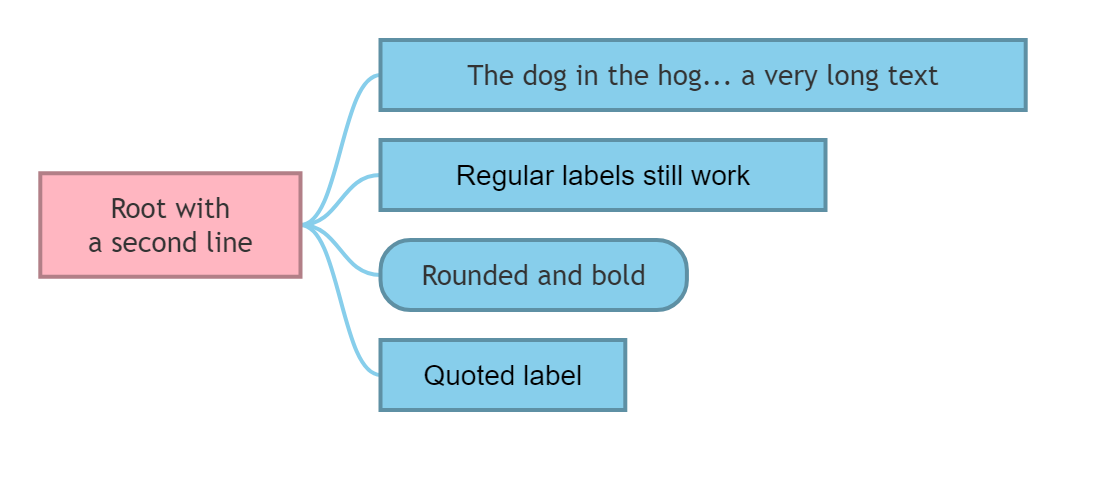 Root with
a second line
The dog in the hog... a very long text
Regular labels still work
Rounded and bold
Quoted label